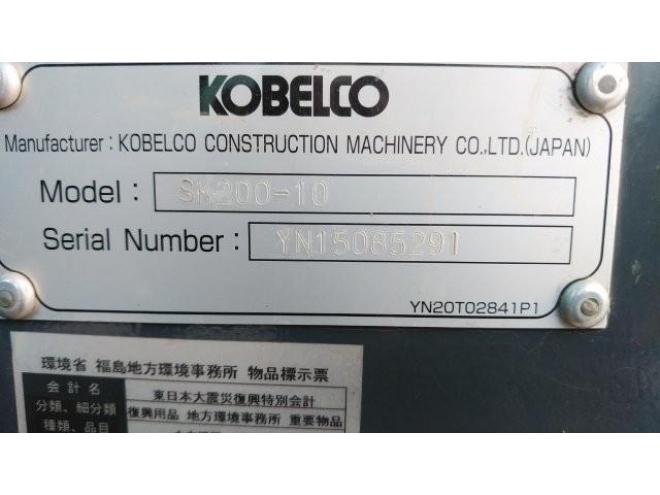 KOBELCO
Manufacturer : KOBELCO CONSTRUCTION MACHINERY CO.,LTD.(JAPAN)
Model : SK200-10
Serial Number : YN15085291
YN20T02841P1
環境省 福島地方環境事務所 物品標示票
会計名 東日本大震災復興特別会計
分類、細分類 復興用品 地方環境事務所 重要物品
種類、品目